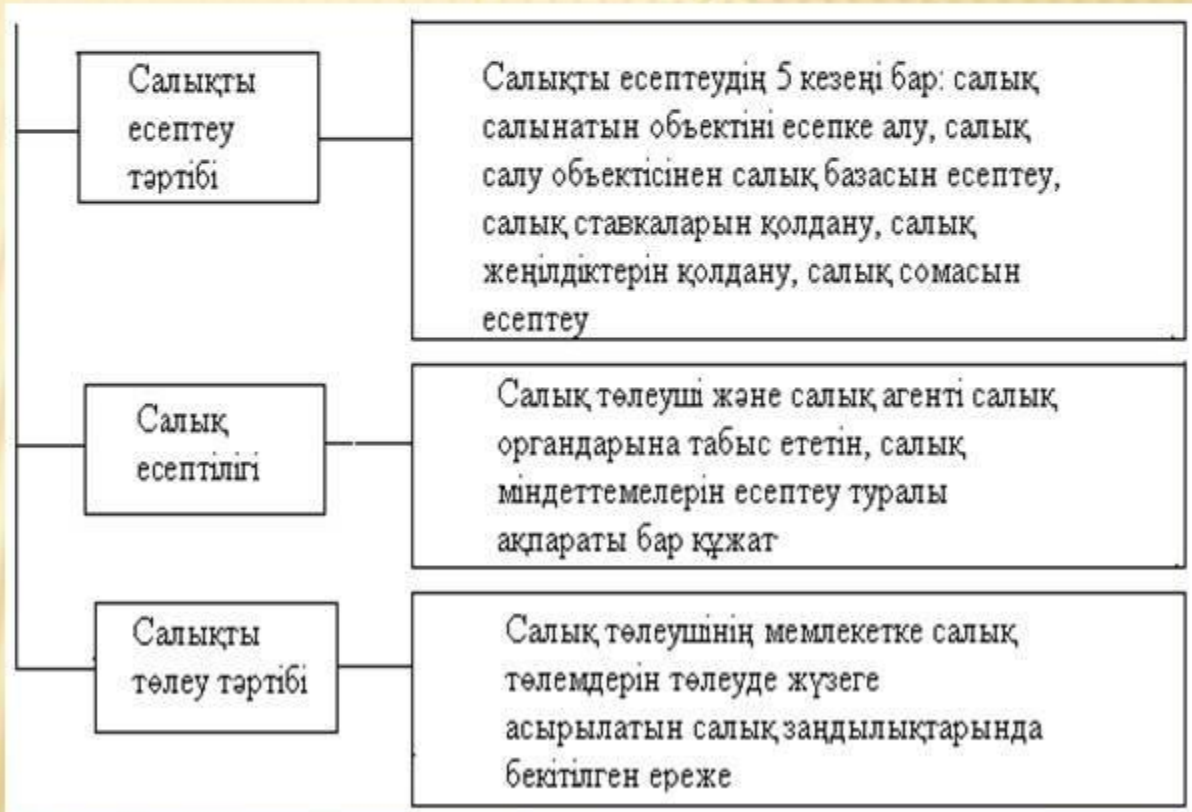 Салықты
есептеу
тәртібі
Салықты есептеудің 5 кезеңі бар: салық
салынатын объектіні есепке алу, салық
салу объектісінен салық базасын есептеу,
салық ставкаларын қолдану, салық
жеңілдіктерін қолдану, салық сомасын
есептеу
Салық
есептілігі
Салық төлеуші және салық агенті салық
органдарына табыс ететін, салық
міндеттемелерін есептеу туралы
ақпараты бар құжат
Салықты
төлеу тәртібі
Салық төлеушінің мемлекетке салық
төлемдерін төлеуде жүзеге
асырылатын салық заңдылықтарында
бекітілген ереже